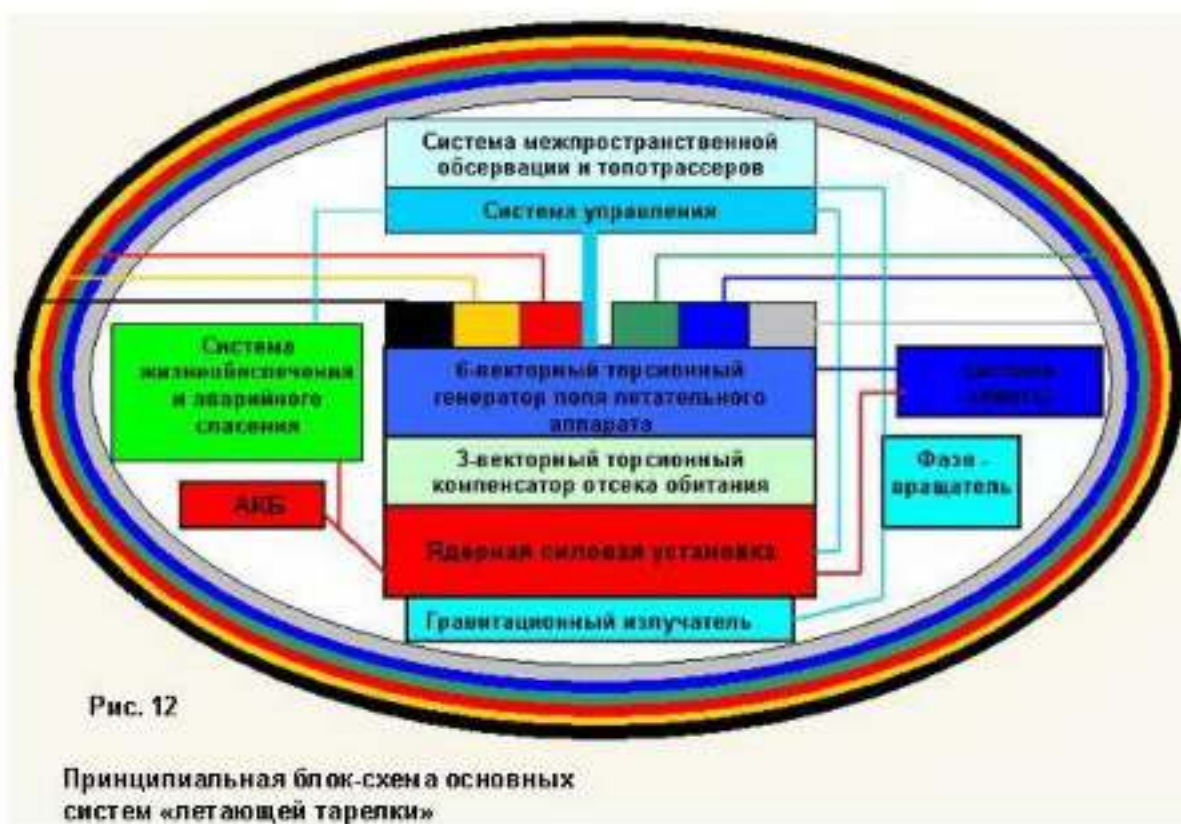 Система межпространственной
обсервации и топотрассеров
Система управления
Система
жизнеобеспечения
и аварийного
спасения
6-векторный торсионный
генератор поля летательного
аппарата
3-векторный торсионный
компенсатор отсека обитания
Фазо -
вращатель
АКБ
Ядерная силовая установка
Гравитационный излучатель
Рис. 12
Принципиальная блок-схема основных
систем «летающей тарелки»